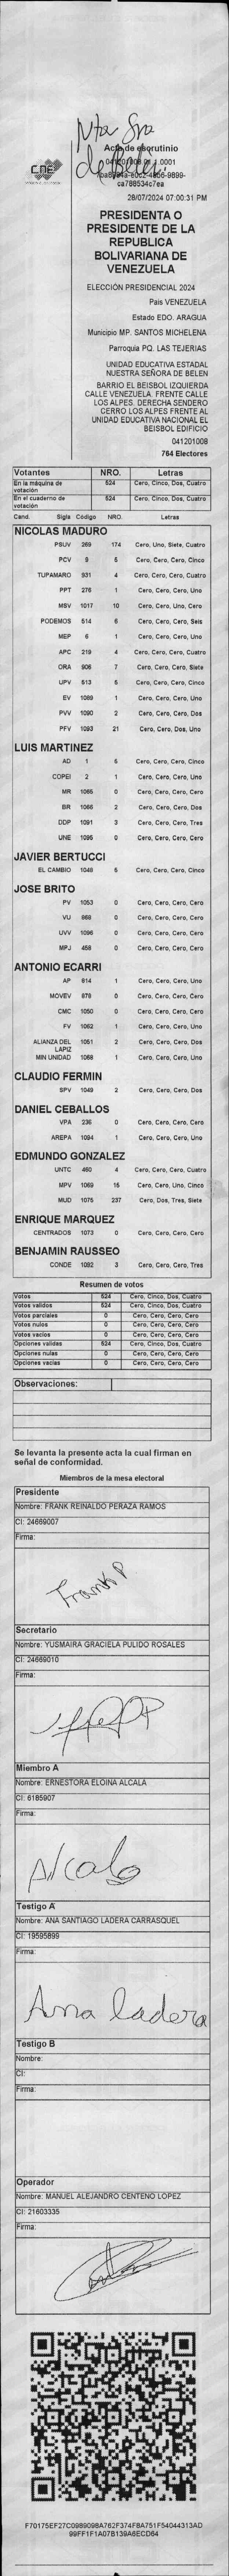 Nta Sra
de Belén
CNE
Acta de escrutinio
ca788534c7ea
28/07/2024 07:00:31 PM
PRESIDENTA O
PRESIDENTE DE LA
REPUBLICA
BOLIVARIANA DE
VENEZUELA
ELECCIÓN PRESIDENCIAL 2024
Pais VENEZUELA
Estado EDO. ARAGUA
Municipio MP. SANTOS MICHELENA
Parroquia PQ. LAS TEJERIAS
UNIDAD EDUCATIVA ESTADAL
NUESTRA SEÑORA DE BELEN
BARRIO EL BEISBOL IZQUIERDA
CALLE VENEZUELA. FRENTE CALLE
LOS ALPES. DERECHA SENDERO
CERRO LOS ALPES FRENTE AL
UNIDAD EDUCATIVA NACIONAL EL
BEISBOL EDIFICIO
041201008
764 Electores
Votantes NRO. Letras
En la máquina de votación 524 Cero, Cinco, Dos, Cuatro
En el cuaderno de votación 524 Cero, Cinco, Dos, Cuatro
Cand. Sigla Codigo NRO. Letras
NICOLAS MADURO
PSUV 269 174 Cero, Uno, Siete, Cuatro
PCV 9 5 Cero, Cero, Cero, Cinco
TUPAMARO 931 4 Cero, Cero, Cero, Cuatro
PPT 276 1 Cero, Cero, Cero, Uno
MSV 1017 10 Cero, Cero, Uno, Cero
PODEMOS 514 6 Cero, Cero, Cero, Seis
MEP 6 1 Cero, Cero, Cero, Uno
APC 219 4 Cero, Cero, Cero, Cuatro
ORA 906 7 Cero, Cero, Cero, Siete
UPV 513 5 Cero, Cero, Cero, Cinco
EV 1089 1 Cero, Cero, Cero, Uno
PVV 1090 2 Cero, Cero, Cero, Dos
PFV 1093 21 Cero, Cero, Dos, Uno
LUIS MARTINEZ
AD 1 5 Cero, Cero, Cero, Cinco
COPEI 2 1 Cero, Cero, Cero, Uno
MR 1065 0 Cero, Cero, Cero, Cero
BR 1066 2 Cero, Cero, Cero, Dos
DDP 1091 3 Cero, Cero, Cero, Tres
UNE 1095 0 Cero, Cero, Cero, Cero
JAVIER BERTUCCI
EL CAMBIO 1048 5 Cero, Cero, Cero, Cinco
JOSE BRITO
PV 1053 0 Cero, Cero, Cero, Cero
VU 869 0 Cero, Cero, Cero, Cero
UVV 1096 0 Cero, Cero, Cero, Cero
MPJ 458 0 Cero, Cero, Cero, Cero
ANTONIO ECARRI
AP 614 1 Cero, Cero, Cero, Uno
MOVEV 876 0 Cero, Cero, Cero, Cero
CMC 1050 0 Cero, Cero, Cero, Cero
FV 1062 1 Cero, Cero, Cero, Uno
ALIANZA DEL LAPIZ 1051 2 Cero, Cero, Cero, Dos
MIN UNIDAD 1068 1 Cero, Cero, Cero, Uno
CLAUDIO FERMIN
SPV 1049 2 Cero, Cero, Cero, Dos
DANIEL CEBALLOS
VPA 236 0 Cero, Cero, Cero, Cero
AREPA 1094 1 Cero, Cero, Cero, Uno
EDMUNDO GONZALEZ
UNTC 460 4 Cero, Cero, Cero, Cuatro
MPV 1069 15 Cero, Cero, Uno, Cinco
MUD 1075 237 Cero, Dos, Tres, Siete
ENRIQUE MARQUEZ
CENTRADOS 1073 0 Cero, Cero, Cero, Cero
BENJAMIN RAUSSEO
CONDE 1082 3 Cero, Cero, Cero, Tres
Resumen de votos
Votos 524 Cero, Cinco, Dos, Cuatro
Votos validos 524 Cero, Cinco, Dos, Cuatro
Votos parciales 0 Cero, Cero, Cero, Cero
Votos nulos 0 Cero, Cero, Cero, Cero
Votos vacios 0 Cero, Cero, Cero, Cero
Opciones validas 524 Cero, Cinco, Dos, Cuatro
Opciones nulas 0 Cero, Cero, Cero, Cero
Opciones vacias 0 Cero, Cero, Cero, Cero
Observaciones:
Se levanta la presente acta la cual firman en
señal de conformidad.
Miembros de la mesa electoral
Presidente
Nombre: FRANK REINALDO PERAZA RAMOS
CI: 24669007
Firma:
Frank P
Secretario
Nombre: YUSMAIRA GRACIELA PULIDO ROSALES
CI: 24669010
Firma:
Miembro A
Nombre: ERNESTORA ELOINA ALCALA
CI: 6185907
Firma:
Alcala
Testigo A
Nombre: ANA SANTIAGO LADERA CARRASQUEL
CI: 19595899
Firma:
Ana ladera
Testigo B
Nombre:
CI:
Firma:
Operador
Nombre: MANUEL ALEJANDRO CENTENO LOPEZ
CI: 21603335
Firma:
F70175EF27C0989098A762F374F8A751F54044313AD
99FF1F1A07B139A6ECD64